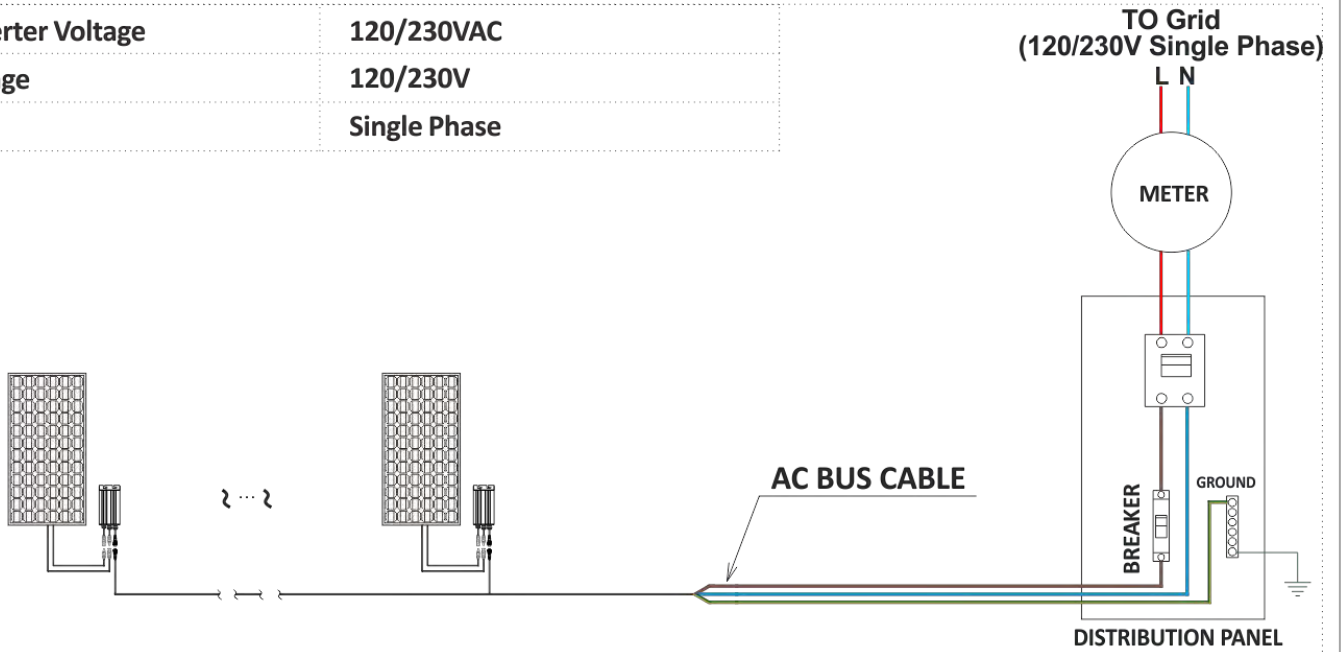 erter Voltage 120/230VAC
ge 120/230V
Single Phase
TO Grid
(120/230V Single Phase)
L N
METER
AC BUS CABLE
BREAKER
GROUND
DISTRIBUTION PANEL